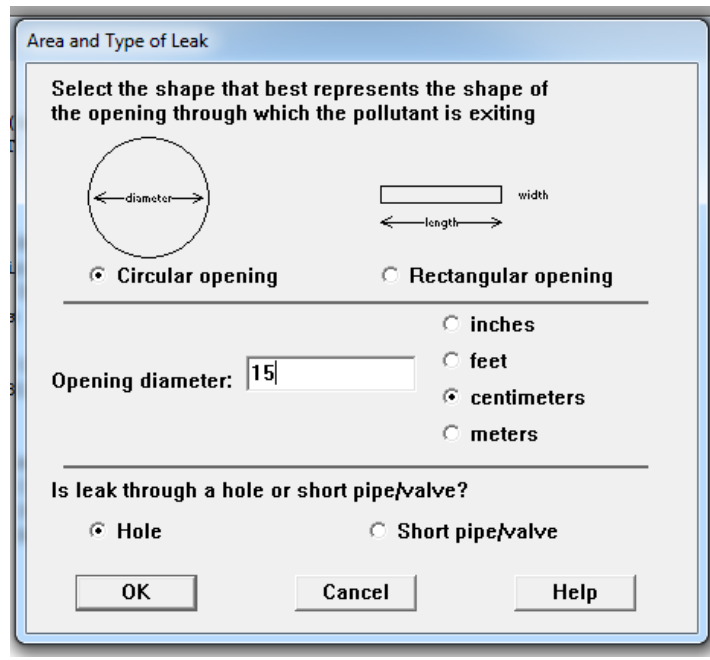 Area and Type of Leak
Select the shape that best represents the shape of
the opening through which the pollutant is exiting
diameter
width
length
Circular opening
Rectangular opening
inches
feet
Opening diameter: 15
centimeters
meters
Is leak through a hole or short pipe/valve?
Hole
Short pipe/valve
OK
Cancel
Help